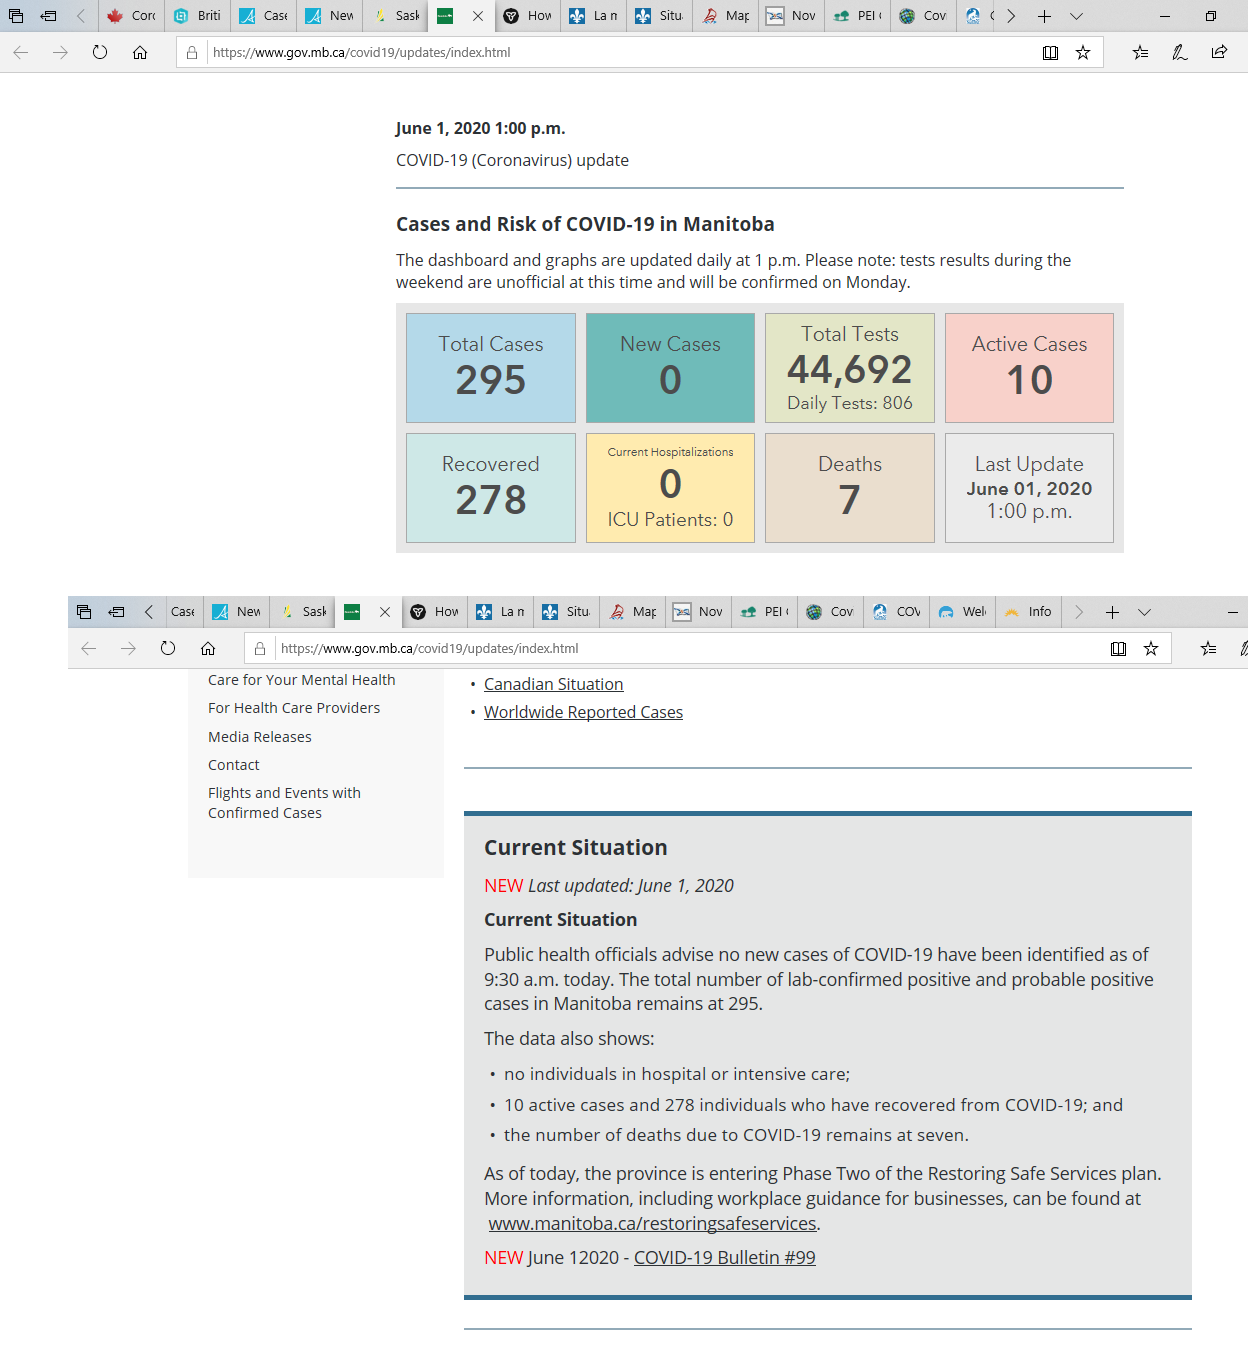 Corc Briti Case New Sask How La m Situ Map Nov PEI Cov
https://www.gov.mb.ca/covid19/updates/index.html
June 1, 2020 1:00 p.m.
COVID-19 (Coronavirus) update
Cases and Risk of COVID-19 in Manitoba
The dashboard and graphs are updated daily at 1 p.m. Please note: tests results during the
weekend are unofficial at this time and will be confirmed on Monday.
Total Cases
295
New Cases
0
Total Tests
44,692
Daily Tests: 806
Active Cases
10
Recovered
278
Current Hospitalizations
0
ICU Patients: 0
Deaths
7
Last Update
June 01, 2020
1:00 p.m.
Case New Sask How La m Situ Map Nov PEI Cov COV Wel Info
https://www.gov.mb.ca/covid19/updates/index.html
Care for Your Mental Health
For Health Care Providers
Media Releases
Contact
Flights and Events with
Confirmed Cases
• Canadian Situation
• Worldwide Reported Cases
Current Situation
NEW Last updated: June 1, 2020
Current Situation
Public health officials advise no new cases of COVID-19 have been identified as of
9:30 a.m. today. The total number of lab-confirmed positive and probable positive
cases in Manitoba remains at 295.
The data also shows:
• no individuals in hospital or intensive care;
• 10 active cases and 278 individuals who have recovered from COVID-19; and
• the number of deaths due to COVID-19 remains at seven.
As of today, the province is entering Phase Two of the Restoring Safe Services plan.
More information, including workplace guidance for businesses, can be found at
www.manitoba.ca/restoringsafeservices.
NEW June 12020 - COVID-19 Bulletin #99